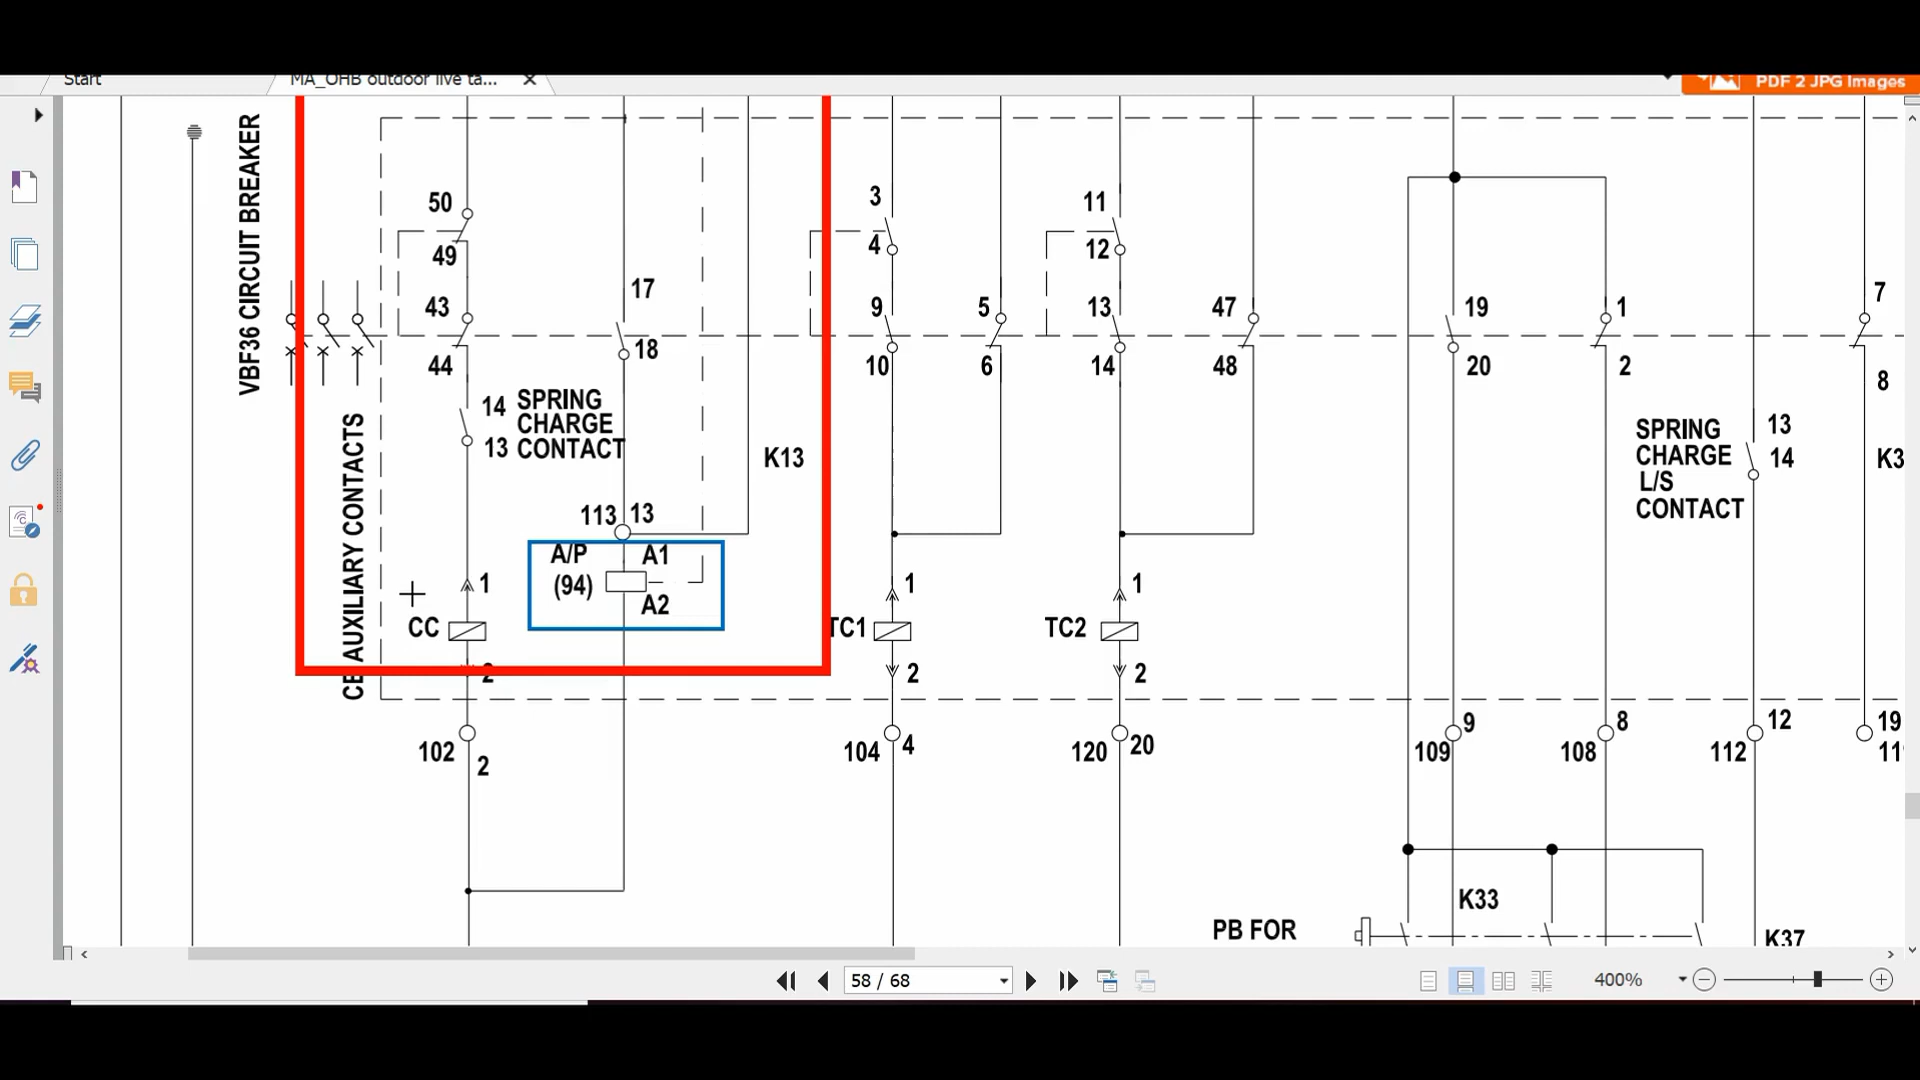 Start
MA_OHB outdoor live ta...
PDF 2 JPG Images
VBF36 CIRCUIT BREAKER
CB AUXILIARY CONTACTS
50
49
43
44
14 SPRING
CHARGE
13 CONTACT
17
18
K13
113 13
A/P A1
(94)
A2
1
CC
2
102
2
3
4
9
10
5
6
1
TC1
2
104 4
11
12
13
14
47
48
1
TC2
2
120 20
19
20
1
2
SPRING
CHARGE
L/S
CONTACT
13
14
7
8
K3
9
109
8
108
12
112
19
11
K33
PB FOR
K37
58 / 68
400%